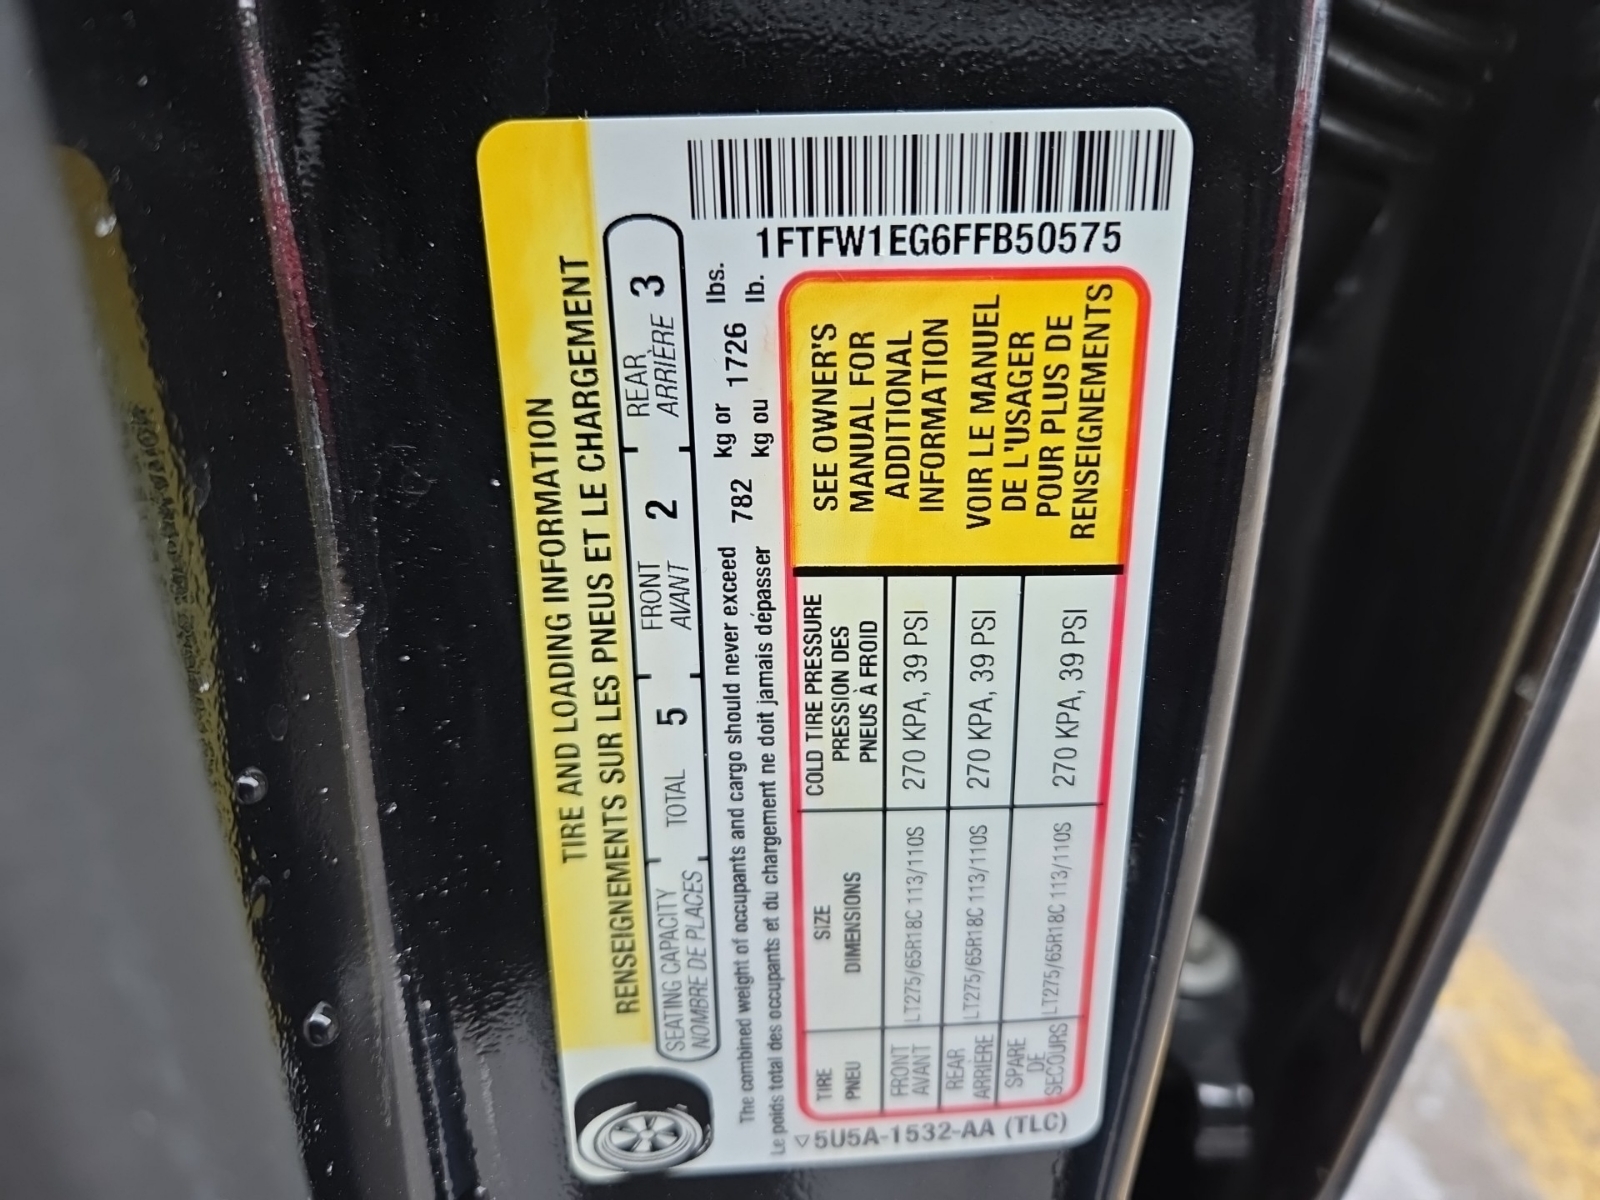 TIRE AND LOADING INFORMATION
RENSEIGNEMENTS SUR LES PNEUS ET LE CHARGEMENT
SEATING CAPACITY TOTAL 5 FRONT 2 REAR 3
NOMBRE DE PLACES AVANT ARRIÈRE
The combined weight of occupants and cargo should never exceed 782 kg or 1726 lbs.
Le poids total des occupants et du chargement ne doit jamais dépasser kg ou lb.
1FTFW1EG6FFB50575
TIRE SIZE COLD TIRE PRESSURE
PNEU DIMENSIONS PRESSION DES
PNEUS À FROID
FRONT LT275/65R18C 113/110S 270 KPA, 39 PSI
AVANT
REAR LT275/65R18C 113/110S 270 KPA, 39 PSI
ARRIÈRE
SPARE LT275/65R18C 113/110S 270 KPA, 39 PSI
DE
SECOURS
SEE OWNER'S
MANUAL FOR
ADDITIONAL
INFORMATION
VOIR LE MANUEL
DE L'USAGER
POUR PLUS DE
RENSEIGNEMENTS
▽5U5A-1532-AA (TLC)